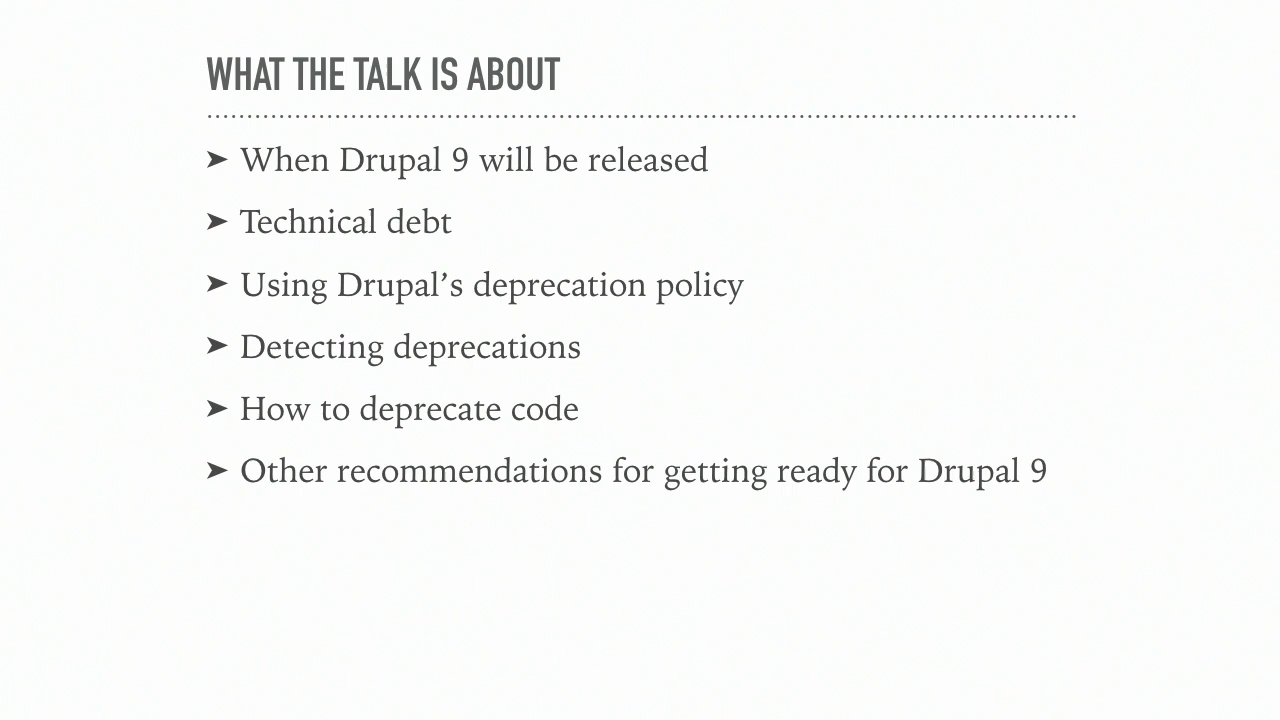 WHAT THE TALK IS ABOUT
➤ When Drupal 9 will be released
➤ Technical debt
➤ Using Drupal’s deprecation policy
➤ Detecting deprecations
➤ How to deprecate code
➤ Other recommendations for getting ready for Drupal 9